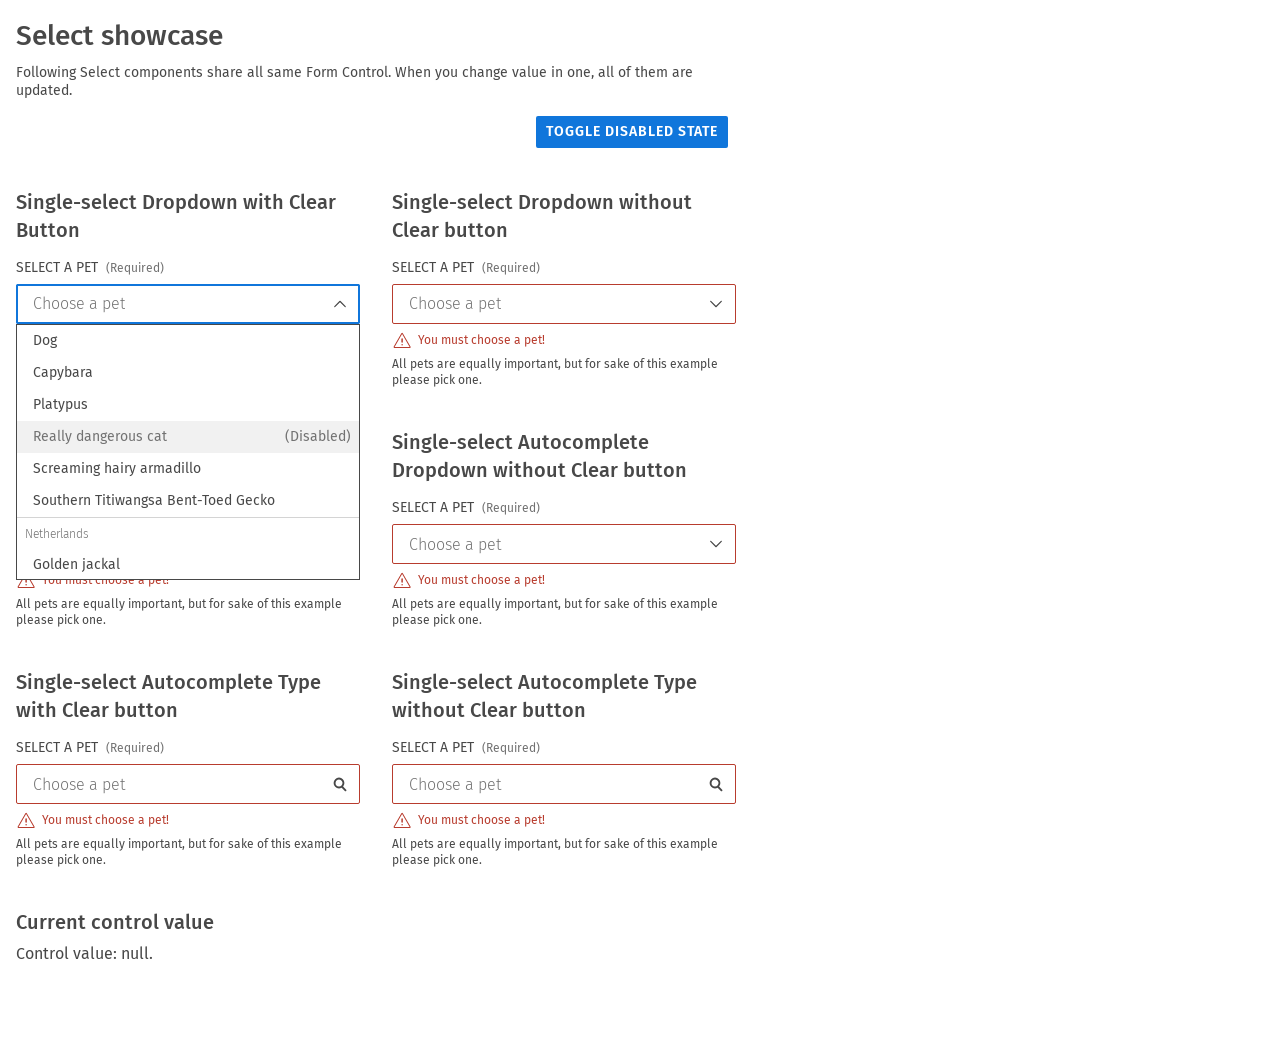 Select showcase
Following Select components share all same Form Control. When you change value in one, all of them are
updated.
TOGGLE DISABLED STATE
Single-select Dropdown with Clear
Button
SELECT A PET (Required)
Choose a pet
Dog
Capybara
Platypus
Really dangerous cat (Disabled)
Screaming hairy armadillo
Southern Titiwangsa Bent-Toed Gecko
Netherlands
Golden jackal
You must choose a pet!
All pets are equally important, but for sake of this example
please pick one.
Single-select Dropdown without
Clear button
SELECT A PET (Required)
Choose a pet
You must choose a pet!
All pets are equally important, but for sake of this example
please pick one.
Single-select Autocomplete
Dropdown without Clear button
SELECT A PET (Required)
Choose a pet
You must choose a pet!
All pets are equally important, but for sake of this example
please pick one.
Single-select Autocomplete Type
with Clear button
SELECT A PET (Required)
Choose a pet
You must choose a pet!
All pets are equally important, but for sake of this example
please pick one.
Single-select Autocomplete Type
without Clear button
SELECT A PET (Required)
Choose a pet
You must choose a pet!
All pets are equally important, but for sake of this example
please pick one.
Current control value
Control value: null.